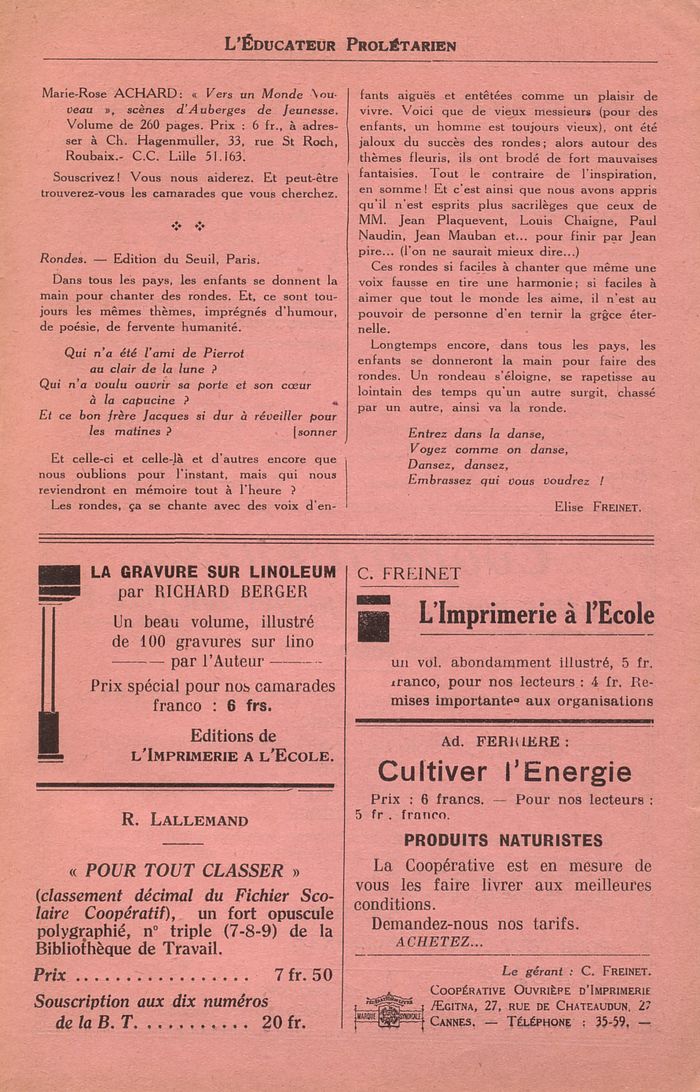 L'Éducateur Prolétarien
Marie-Rose ACHARD : « Vers un Monde Nou-
veau », scènes d'Auberges de Jeunesse.
Volume de 260 pages. Prix : 6 fr., à adres-
ser à Ch. Hagenmuller, 33, rue St Roch,
Roubaix.- C.C. Lille 51.163.
Souscrivez! Vous nous aiderez. Et peut-être
trouverez-vous les camarades que vous cherchez.
Rondes. — Edition du Seuil, Paris.
Dans tous les pays, les enfants se donnent la
main pour chanter des rondes. Et, ce sont tou-
jours les mêmes thèmes, imprégnés d'humour,
de poésie, de fervente humanité.
Qui n'a été l'ami de Pierrot
au clair de la lune ?
Qui n'a voulu ouvrir sa porte et son cœur
à la capucine ?
Et ce bon frère Jacques si dur à réveiller pour
les matines ? [sonner
Et celle-ci et celle-là et d'autres encore que
nous oublions pour l'instant, mais qui nous
reviendront en mémoire tout à l'heure ?
Les rondes, ça se chante avec des voix d'en-
fants aiguës et entêtées comme un plaisir de
vivre. Voici que de vieux messieurs (pour des
enfants, un homme est toujours vieux), ont été
jaloux du succès des rondes ; alors autour des
thèmes fleuris, ils ont brodé de fort mauvaises
fantaisies. Tout le contraire de l'inspiration,
en somme! Et c'est ainsi que nous avons appris
qu'il n'est esprits plus sacrilèges que ceux de
MM. Jean Plaquevent, Louis Chaigne, Paul
Naudin, Jean Mauban et... pour finir par Jean
pire... (l'on ne saurait mieux dire...)
Ces rondes si faciles à chanter que même une
voix fausse en tire une harmonie ; si faciles à
aimer que tout le monde les aime, il n'est au
pouvoir de personne d'en ternir la grâce éter-
nelle.
Longtemps encore, dans tous les pays, les
enfants se donneront la main pour faire des
rondes. Un rondeau s'éloigne, se rapetisse au
lointain des temps qu'un autre surgit, chassé
par un autre, ainsi va la ronde.
Entrez dans la danse,
Voyez comme on danse,
Dansez, dansez,
Embrassez qui vous voudrez !
Elise FREINET.
LA GRAVURE SUR LINOLEUM
par RICHARD BERGER
Un beau volume, illustré
de 100 gravures sur lino
par l'Auteur
Prix spécial pour nos camarades
franco : 6 frs.
Editions de
L'IMPRIMERIE A L'ECOLE.
R. LALLEMAND
« POUR TOUT CLASSER »
(classement décimal du Fichier Sco-
laire Coopératif), un fort opuscule
polygraphié, n° triple (7-8-9) de la
Bibliothèque de Travail.
Prix ................. 7 fr. 50
Souscription aux dix numéros
de la B. T. .......... 20 fr.
C. FREINET
L'Imprimerie à l'Ecole
un vol. abondamment illustré, 5 fr.
franco, pour nos lecteurs : 4 fr. Re-
mises importantes aux organisations
Ad. FERRIERE :
Cultiver l'Energie
Prix : 6 francs. — Pour nos lecteurs :
5 fr. franco.
PRODUITS NATURISTES
La Coopérative est en mesure de
vous les faire livrer aux meilleures
conditions.
Demandez-nous nos tarifs.
ACHETEZ...
Le gérant : C. FREINET.
COOPÉRATIVE OUVRIÈRE D'IMPRIMERIE
ÆGITNA, 27, RUE DE CHATEAUDUN, 27
CANNES. — TÉLÉPHONE : 35-59. —
MARQUE SYNDICALE